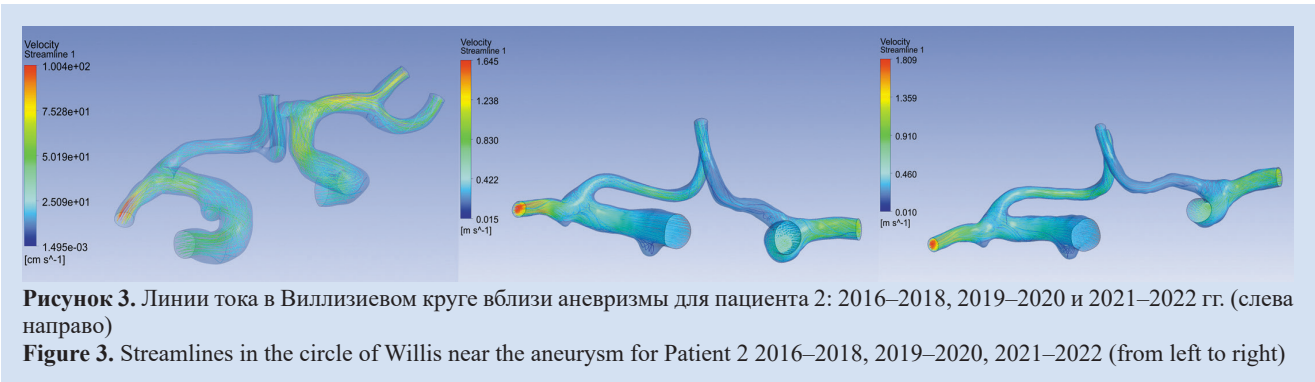 Velocity
Streamline 1
1.004e+02
7.528e+01
5.019e+01
2.509e+01
1.495e-03
[cm s^-1]
Velocity
Streamline 1
1.645
1.238
0.830
0.422
0.015
[m s^-1]
Velocity
Streamline 1
1.809
1.359
0.910
0.460
0.010
[m s^-1]
Рисунок 3. Линии тока в Виллизиевом круге вблизи аневризмы для пациента 2: 2016–2018, 2019–2020 и 2021–2022 гг. (слева
направо)
Figure 3. Streamlines in the circle of Willis near the aneurysm for Patient 2 2016–2018, 2019–2020, 2021–2022 (from left to right)